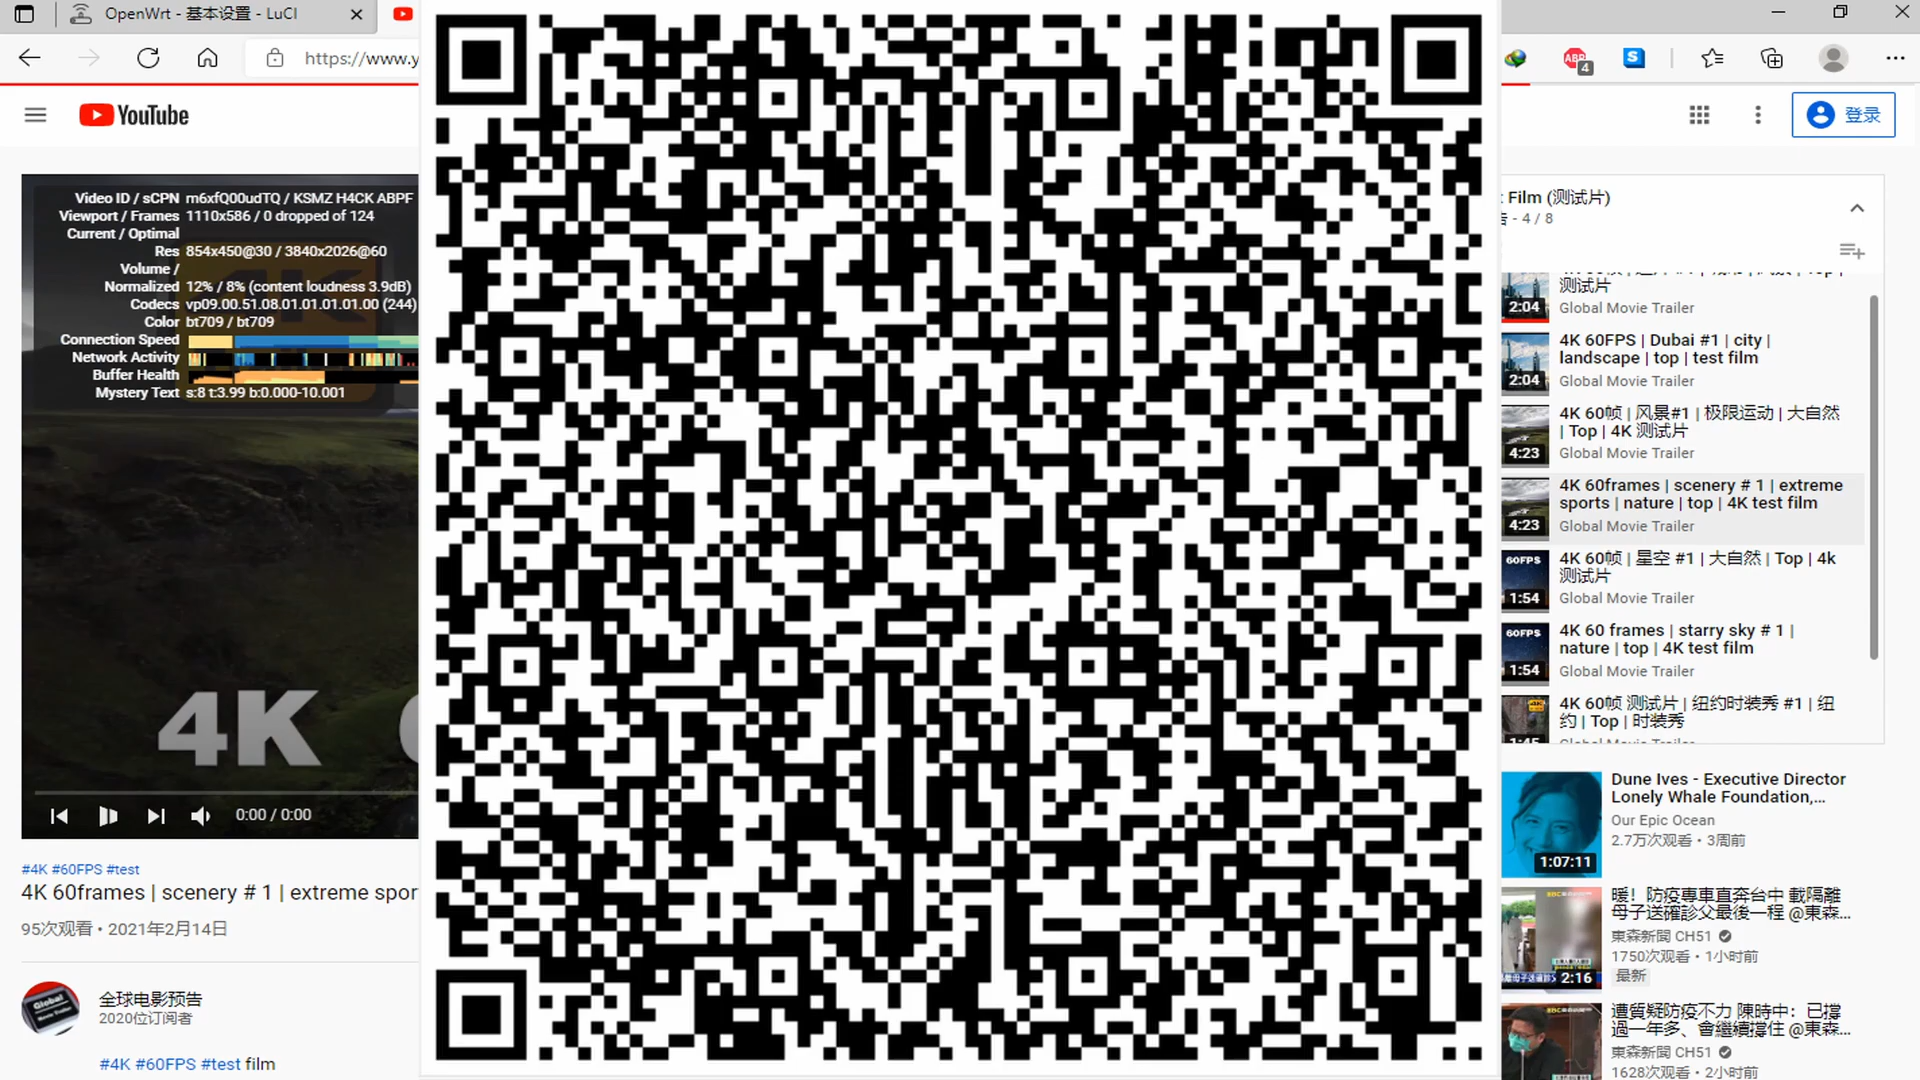 OpenWrt - 基本设置 - LuCI
https://www.y
ABP
4
S
YouTube
登录
Video ID / sCPN m6xfQ00udTQ / KSMZ H4CK ABPF
Viewport / Frames 1110x586 / 0 dropped of 124
Current / Optimal
Res 854x450@30 / 3840x2026@60
Volume /
Normalized 12% / 8% (content loudness 3.9dB)
Codecs vp09.00.51.08.01.01.01.01.00 (244)
Color bt709 / bt709
Connection Speed
Network Activity
Buffer Health
Mystery Text s:8 t:3.99 b:0.000-10.001
4K
0:00 / 0:00
#4K #60FPS #test
4K 60frames | scenery # 1 | extreme spor
95次观看 • 2021年2月14日
全球电影预告
2020位订阅者
#4K #60FPS #test film
Film (测试片)
- 4 / 8
测试片
Global Movie Trailer
2:04
4K 60FPS | Dubai #1 | city |
landscape | top | test film
Global Movie Trailer
2:04
4K 60帧 | 风景#1 | 极限运动 | 大自然
| Top | 4K 测试片
Global Movie Trailer
4:23
4K 60frames | scenery # 1 | extreme
sports | nature | top | 4K test film
Global Movie Trailer
4:23
4K 60帧 | 星空 #1 | 大自然 | Top | 4k
测试片
Global Movie Trailer
60FPS
1:54
4K 60 frames | starry sky # 1 |
nature | top | 4K test film
Global Movie Trailer
60FPS
1:54
4K 60帧 测试片 | 纽约时装秀 #1 | 纽
约 | Top | 时装秀
Dune Ives - Executive Director
Lonely Whale Foundation,...
Our Epic Ocean
2.7万次观看 • 3周前
1:07:11
暖！防疫專車直奔台中 載隔離
母子送確診父最後一程 @東森...
東森新聞 CH51
1750次观看 • 1小时前
最新
2:16
遭質疑防疫不力 陳時中：已撐
過一年多、會繼續撐住 @東森...
東森新聞 CH51
1628次观看 • 2小时前